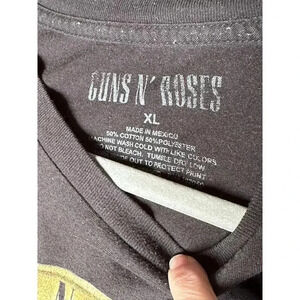 GUNS N' ROSES
XL
MADE IN MEXICO
50% COTTON 50% POLYESTER
MACHINE WASH COLD WITH LIKE COLORS
DO NOT BLEACH. TUMBLE DRY LOW
OUT TO PROTECT PRINT